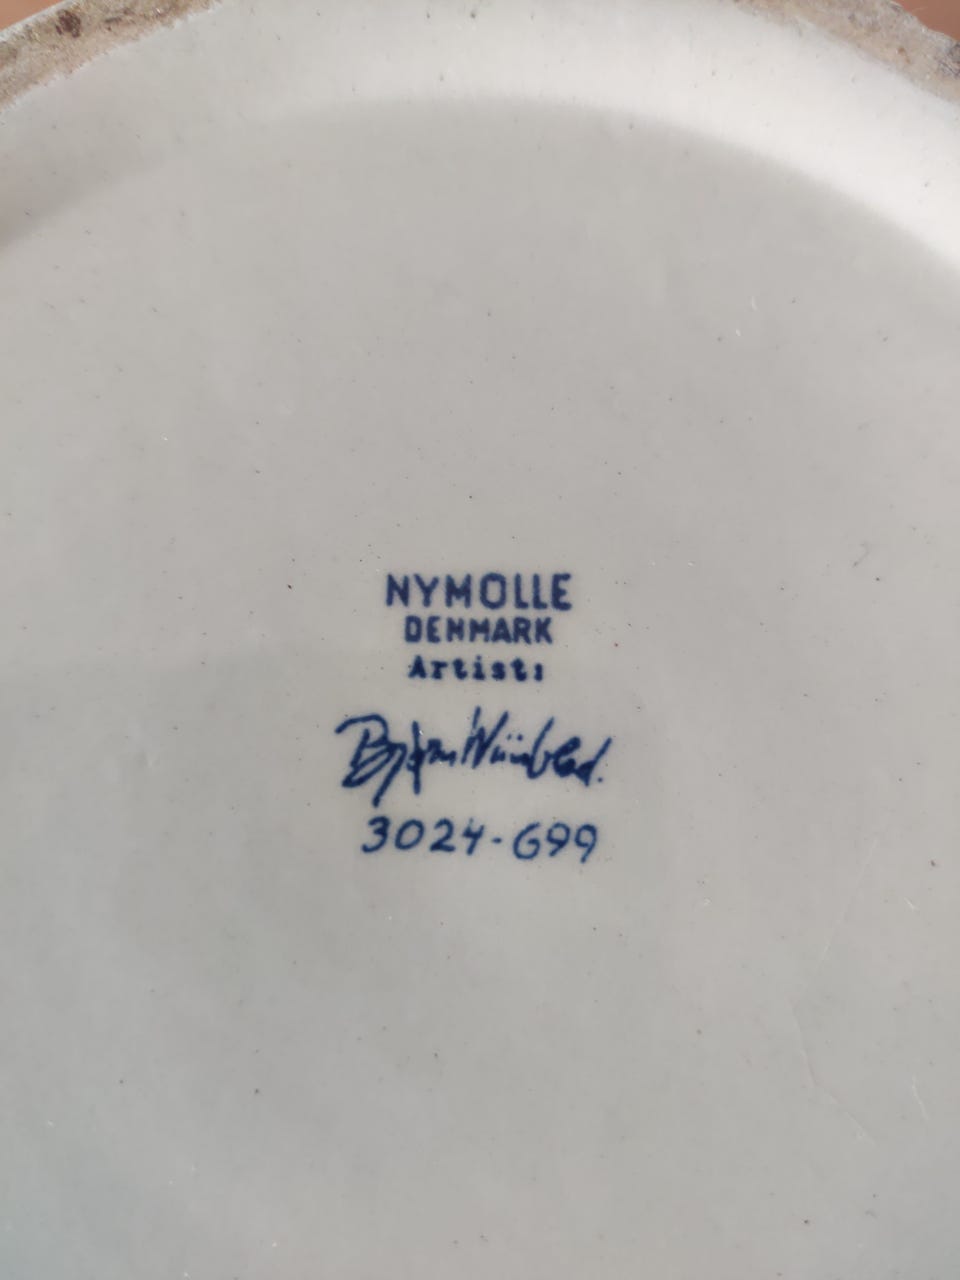 NYMOLLE
DENMARK
Artist:
Bjørn Wiinblad.
3024-699